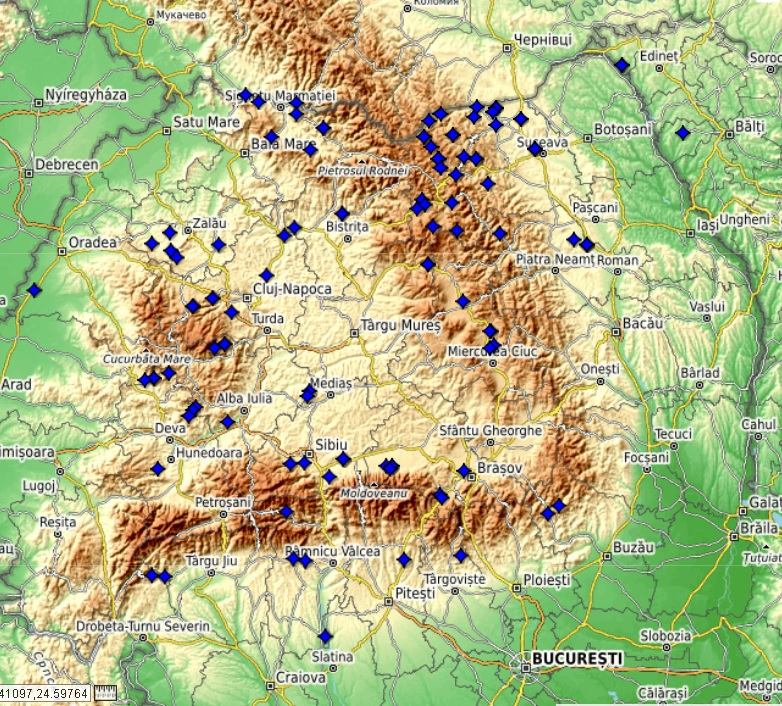 Мукачево
Коломия
Чернівці
Edineț
Soroc
Nyíregyháza
Sighetu Marmației
Satu Mare
Botoșani
Bălți
Baia Mare
Suceava
Debrecen
Pietrosul Rodnei
Pașcani
Zalău
Bistrița
Iași
Ungheni
Oradea
Piatra Neamț
Roman
Cluj-Napoca
Vaslui
Turda
Târgu Mureș
Bacău
Cucurbăta Mare
Miercurea Ciuc
Onești
Bârlad
Arad
Mediaș
Alba Iulia
Deva
Sfântu Gheorghe
Cahul
Tecuci
Sibiu
imișoara
Hunedoara
Focșani
Brașov
Lugoj
Moldoveanu
Petroșani
Galaț
Reșița
Brăila
Buzău
Râmnicu Vâlcea
Tuțuiat
Târgu Jiu
Târgoviște
Ploiești
Pitești
Drobeta-Turnu Severin
Slobozia
Slatina
BUCUREȘTI
Craiova
Medgid
Călărași
41097,24.59764